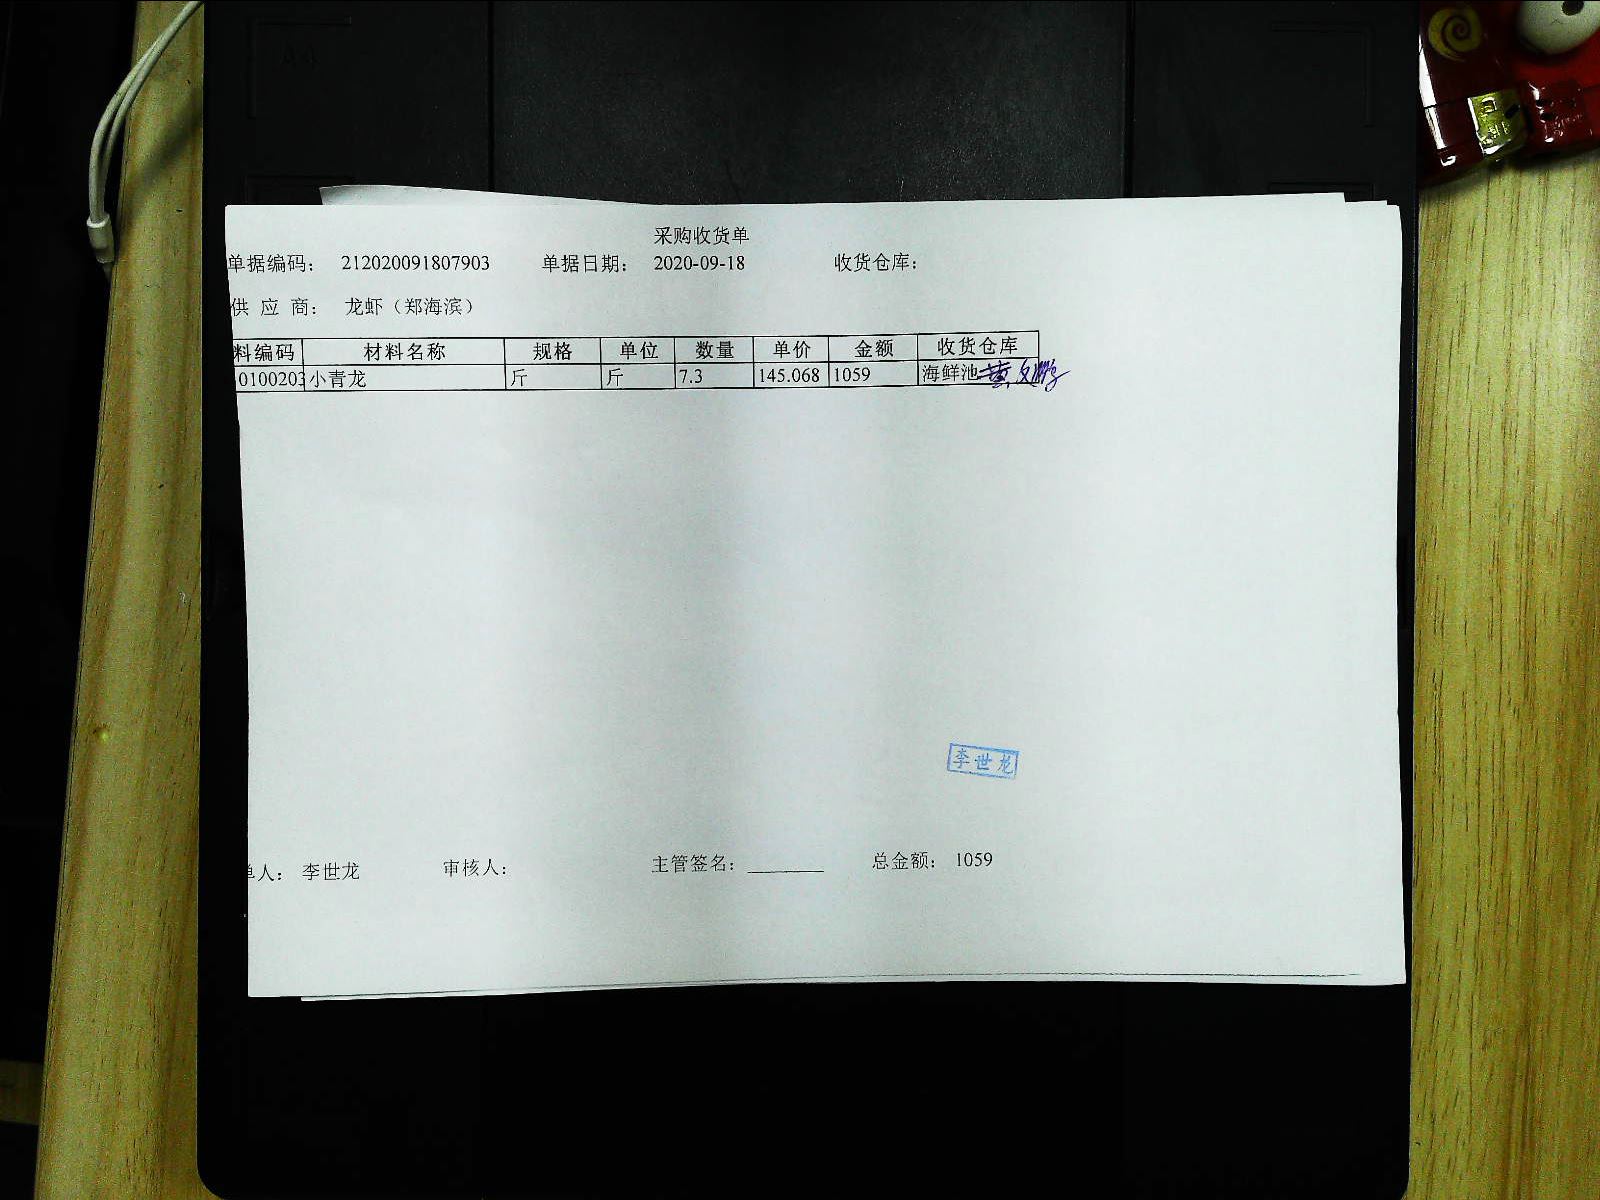 采购收货单
单据编码： 212020091807903 单据日期： 2020-09-18 收货仓库：
供 应 商： 龙虾（郑海滨）
料编码 材料名称 规格 单位 数量 单价 金额 收货仓库
0100203 小青龙 斤 斤 7.3 145.068 1059 海鲜池
李世龙
单人： 李世龙 审核人： 主管签名： ______ 总金额： 1059